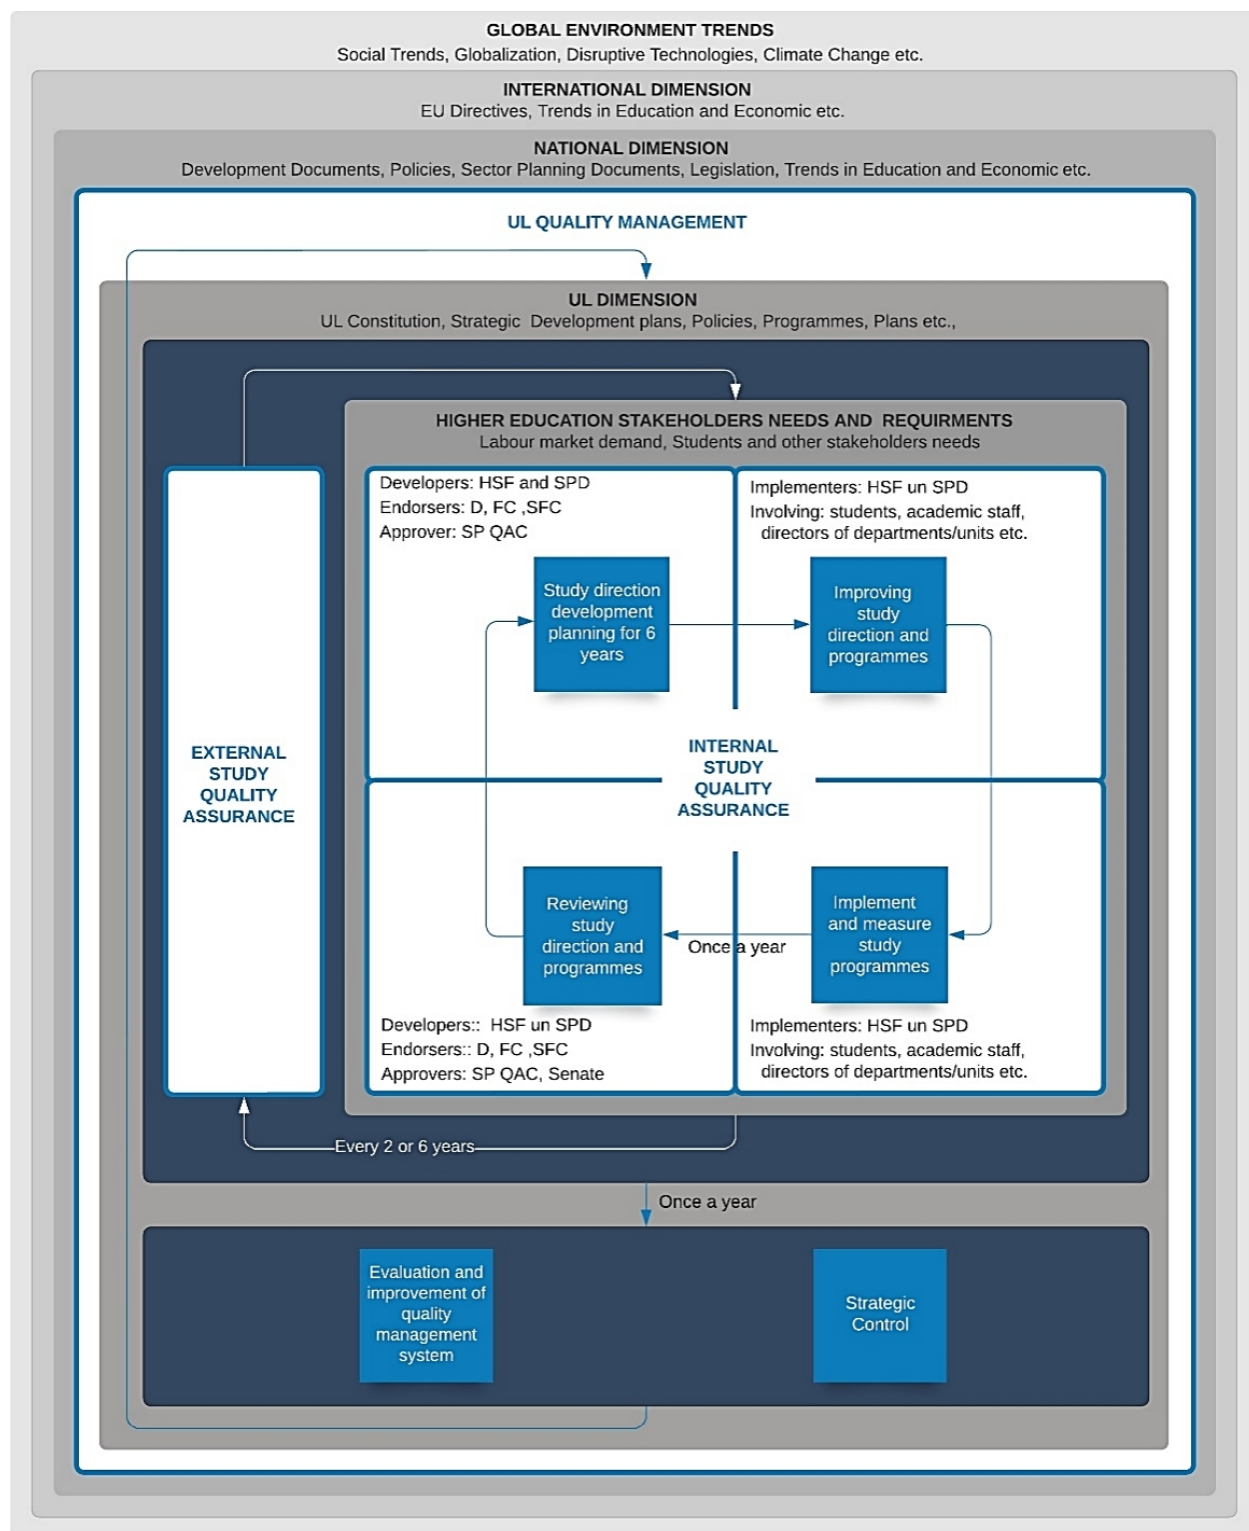 GLOBAL ENVIRONMENT TRENDS
Social Trends, Globalization, Disruptive Technologies, Climate Change etc.
INTERNATIONAL DIMENSION
EU Directives, Trends in Education and Economic etc.
NATIONAL DIMENSION
Development Documents, Policies, Sector Planning Documents, Legislation, Trends in Education and Economic etc.
UL QUALITY MANAGEMENT
UL DIMENSION
UL Constitution, Strategic Development plans, Policies, Programmes, Plans etc.,
HIGHER EDUCATION STAKEHOLDERS NEEDS AND REQUIRMENTS
Labour market demand, Students and other stakeholders needs
Developers: HSF and SPD
Endorsers: D, FC ,SFC
Approver: SP QAC
Implementers: HSF un SPD
Involving: students, academic staff,
directors of departments/units etc.
Study direction
development
planning for 6
years
Improving
study
direction and
programmes
EXTERNAL
STUDY
QUALITY
ASSURANCE
INTERNAL
STUDY
QUALITY
ASSURANCE
Reviewing
study
direction and
programmes
Once a year
Implement
and measure
study
programmes
Developers:: HSF un SPD
Endorsers:: D, FC ,SFC
Approvers: SP QAC, Senate
Implementers: HSF un SPD
Involving: students, academic staff,
directors of departments/units etc.
Every 2 or 6 years
Once a year
Evaluation and
improvement of
quality
management
system
Strategic
Control